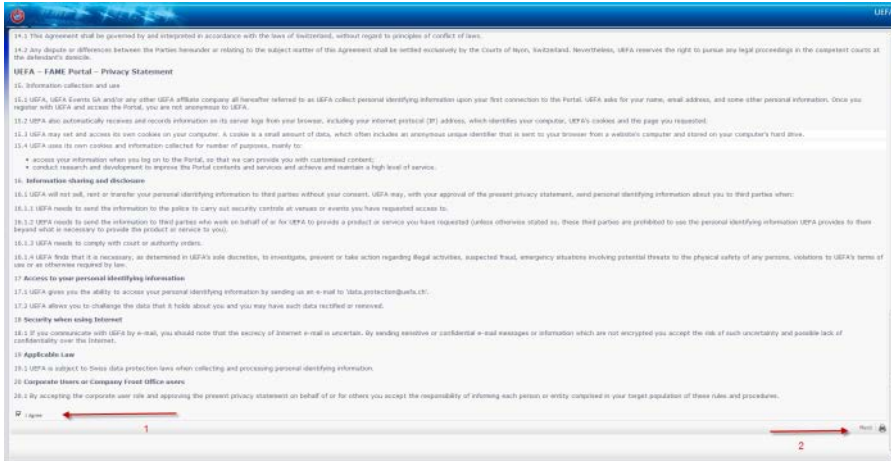 UEFA
14.1 This Agreement shall be governed by and interpreted in accordance with the laws of Switzerland, without regard to principles of conflict of laws.
14.2 Any dispute or differences between the Parties hereunder or relating to the subject matter of this Agreement shall be settled exclusively by the Courts of Nyon, Switzerland. Nevertheless, UEFA reserves the right to pursue any legal proceedings in the competent courts at
the defendant's domicile.
UEFA – FAME Portal – Privacy Statement
15. Information collection and use
15.1 UEFA, UEFA Events SA and/or any other UEFA affiliate company all hereafter referred to as UEFA collect personal identifying information upon your first connection to the Portal. UEFA asks for your name, email address, and some other personal information. Once you
register with UEFA and access the Portal, you are not anonymous to UEFA.
15.2 UEFA also automatically receives and records information on its server logs from your browser, including your internet protocol (IP) address, which identifies your computer, UEFA's cookies and the page you requested.
15.3 UEFA may set and access its own cookies on your computer. A cookie is a small amount of data, which often includes an anonymous unique identifier that is sent to your browser from a website's computer and stored on your computer's hard drive.
15.4 UEFA uses its own cookies and information collected for number of purposes, mainly to:
• access your information when you log on to the Portal, so that we can provide you with customised content;
• conduct research and development to improve the Portal contents and services and achieve and maintain a high level of service.
16. Information sharing and disclosure
16.1 UEFA will not sell, rent or transfer your personal identifying information to third parties without your consent. UEFA may, with your approval of the present privacy statement, send personal identifying information about you to third parties when:
16.1.1 UEFA needs to send the information to the police to carry out security controls at venues or events you have requested access to.
16.1.2 UEFA needs to send the information to third parties who work on behalf of or for UEFA to provide a product or service you have requested (unless otherwise stated so, these third parties are prohibited to use the personal identifying information UEFA provides to them
beyond what is necessary to provide the product or service to you).
16.1.3 UEFA needs to comply with court or authority orders.
16.1.4 UEFA finds that it is necessary, as determined in UEFA's sole discretion, to investigate, prevent or take action regarding illegal activities, suspected fraud, emergency situations involving potential threats to the physical safety of any persons, violations to UEFA's terms of
use or as otherwise required by law.
17 Access to your personal identifying information
17.1 UEFA gives you the ability to access your personal identifying information by sending us an e-mail to 'data.protection@uefa.ch'.
17.2 UEFA allows you to challenge the data that it holds about you and you may have such data rectified or removed.
18 Security when using Internet
18.1 If you communicate with UEFA by e-mail, you should note that the secrecy of Internet e-mail is uncertain. By sending sensitive or confidential e-mail messages or information which are not encrypted you accept the risk of such uncertainty and possible lack of
confidentiality over the Internet.
19 Applicable Law
19.1 UEFA is subject to Swiss data protection laws when collecting and processing personal identifying information.
20 Corporate Users or Company Front Office users
20.1 By accepting the corporate user role and approving the present privacy statement on behalf of or for others you accept the responsibility of informing each person or entity comprised in your target population of these rules and procedures.
I Agree
1
Next
2